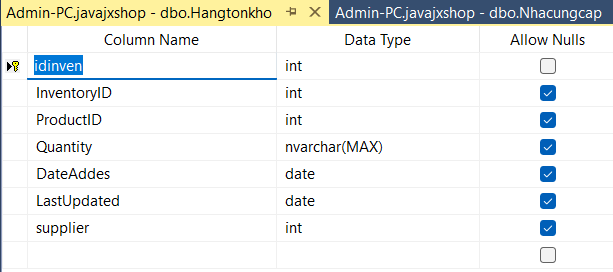 Admin-PC.javajxshop - dbo.Hangtonkho Admin-PC.javajxshop - dbo.Nhacungcap
Column Name Data Type Allow Nulls
idinven int
InventoryID int
ProductID int
Quantity nvarchar(MAX)
DateAddes date
LastUpdated date
supplier int